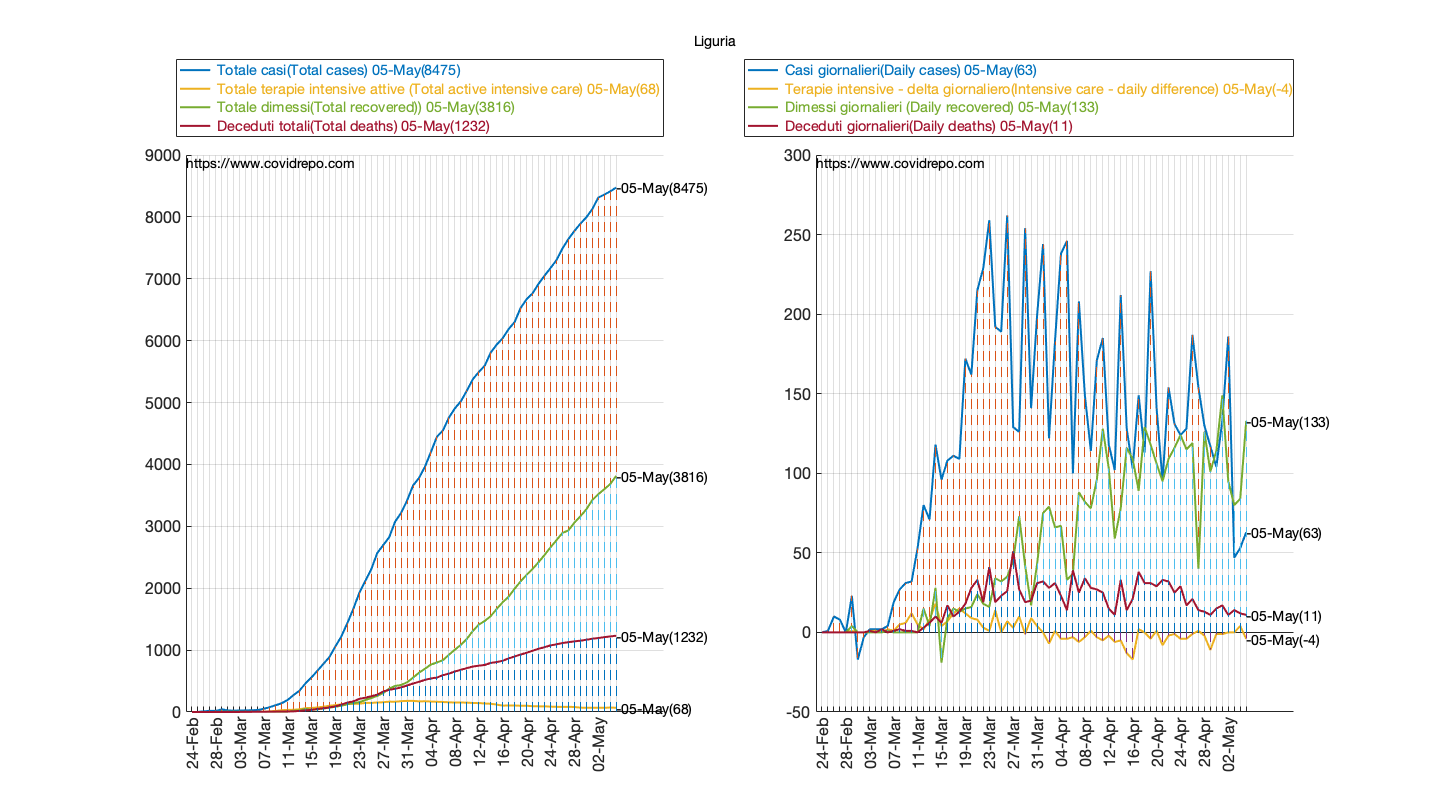 Liguria
Totale casi(Total cases) 05-May(8475)
Totale terapie intensive attive (Total active intensive care) 05-May(68)
Totale dimessi(Total recovered)) 05-May(3816)
Deceduti totali(Total deaths) 05-May(1232)
9000
https://www.covidrepo.com
05-May(8475)
8000
7000
6000
5000
4000
05-May(3816)
3000
2000
05-May(1232)
1000
05-May(68)
0
24-Feb
28-Feb
03-Mar
07-Mar
11-Mar
15-Mar
19-Mar
23-Mar
27-Mar
31-Mar
04-Apr
08-Apr
12-Apr
16-Apr
20-Apr
24-Apr
28-Apr
02-May
Casi giornalieri(Daily cases) 05-May(63)
Terapie intensive - delta giornaliero(Intensive care - daily difference) 05-May(-4)
Dimessi giornalieri (Daily recovered) 05-May(133)
Deceduti giornalieri(Daily deaths) 05-May(11)
300
https://www.covidrepo.com
250
200
150
05-May(133)
100
05-May(63)
50
05-May(11)
0
05-May(-4)
-50
24-Feb
28-Feb
03-Mar
07-Mar
11-Mar
15-Mar
19-Mar
23-Mar
27-Mar
31-Mar
04-Apr
08-Apr
12-Apr
16-Apr
20-Apr
24-Apr
28-Apr
02-May